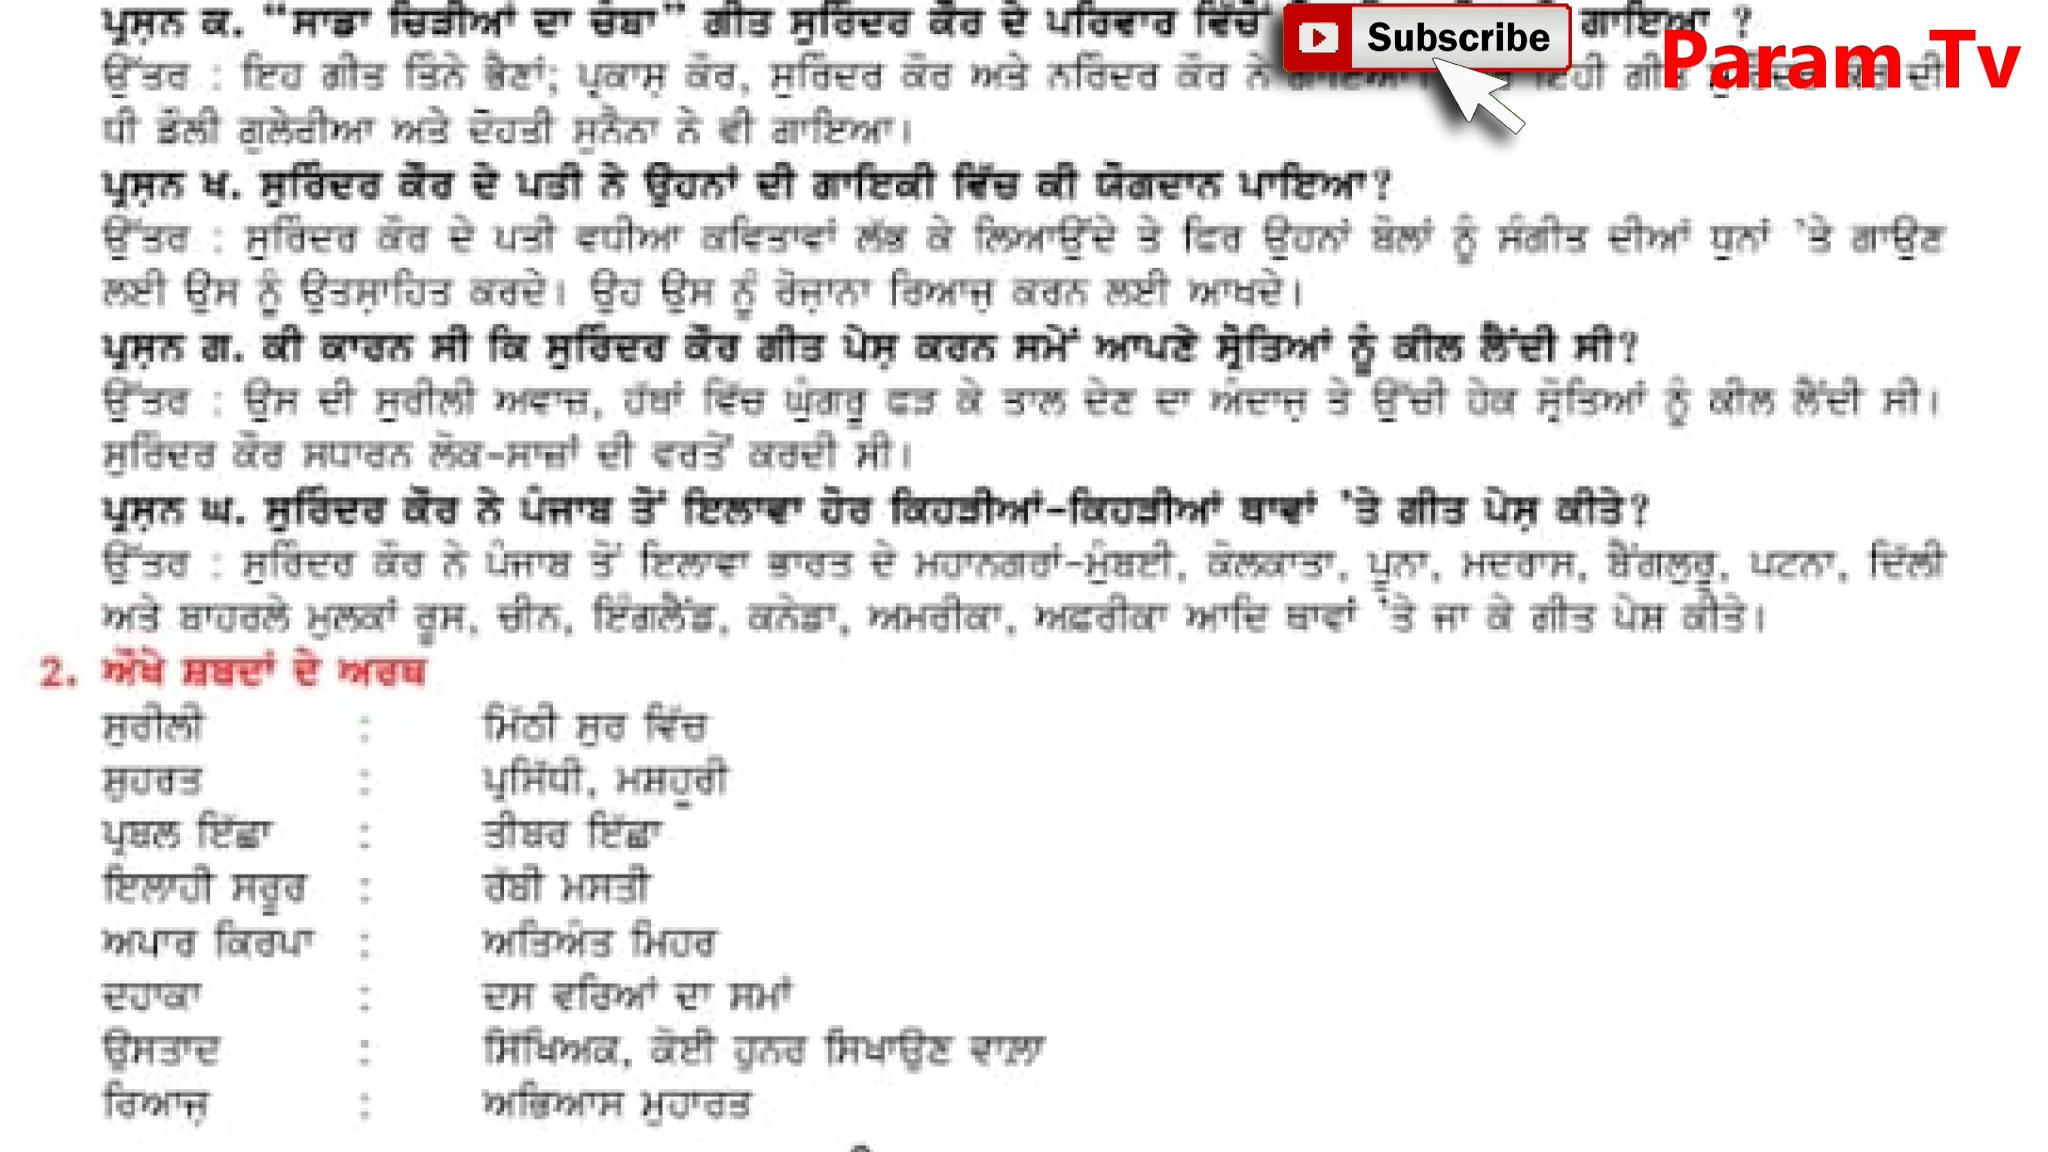 ਪ੍ਰਸ਼ਨ ਕ. “ਸਾਡਾ ਚਿੜੀਆਂ ਦਾ ਚੰਬਾ” ਗੀਤ ਸੁਰਿੰਦਰ ਕੌਰ ਦੇ ਪਰਿਵਾਰ ਵਿੱਚੋਂ ਗਾਇਆ ?
Subscribe
Param Tv
ਉੱਤਰ : ਇਹ ਗੀਤ ਤਿੰਨੇ ਭੈਣਾਂ; ਪ੍ਰਕਾਸ਼ ਕੌਰ, ਸੁਰਿੰਦਰ ਕੌਰ ਅਤੇ ਨਰਿੰਦਰ ਕੌਰ ਨੇ ਗਾਇਆ ਇਹੀ ਗੀਤ ਸੁਰਿੰਦਰ ਕੌਰ ਦੀ
ਧੀ ਡੌਲੀ ਗੁਲੇਰੀਆ ਅਤੇ ਦੋਹਤੀ ਸੁਨੈਨਾ ਨੇ ਵੀ ਗਾਇਆ।
ਪ੍ਰਸ਼ਨ ਖ. ਸੁਰਿੰਦਰ ਕੌਰ ਦੇ ਪਤੀ ਨੇ ਉਹਨਾਂ ਦੀ ਗਾਇਕੀ ਵਿੱਚ ਕੀ ਯੋਗਦਾਨ ਪਾਇਆ?
ਉੱਤਰ : ਸੁਰਿੰਦਰ ਕੌਰ ਦੇ ਪਤੀ ਵਧੀਆ ਕਵਿਤਾਵਾਂ ਲੱਭ ਕੇ ਲਿਆਉਂਦੇ ਤੇ ਫਿਰ ਉਹਨਾਂ ਬੋਲਾਂ ਨੂੰ ਸੰਗੀਤ ਦੀਆਂ ਧੁਨਾਂ ’ਤੇ ਗਾਉਣ
ਲਈ ਉਸ ਨੂੰ ਉਤਸ਼ਾਹਿਤ ਕਰਦੇ। ਉਹ ਉਸ ਨੂੰ ਰੋਜ਼ਾਨਾ ਰਿਆਜ਼ ਕਰਨ ਲਈ ਆਖਦੇ।
ਪ੍ਰਸ਼ਨ ਗ. ਕੀ ਕਾਰਨ ਸੀ ਕਿ ਸੁਰਿੰਦਰ ਕੌਰ ਗੀਤ ਪੇਸ਼ ਕਰਨ ਸਮੇਂ ਆਪਣੇ ਸ੍ਰੋਤਿਆਂ ਨੂੰ ਕੀਲ ਲੈਂਦੀ ਸੀ?
ਉੱਤਰ : ਉਸ ਦੀ ਸੁਰੀਲੀ ਅਵਾਜ਼, ਹੱਥਾਂ ਵਿੱਚ ਘੁੰਗਰੂ ਫੜ ਕੇ ਤਾਲ ਦੇਣ ਦਾ ਅੰਦਾਜ਼ ਤੇ ਉੱਚੀ ਹੇਕ ਸ੍ਰੋਤਿਆਂ ਨੂੰ ਕੀਲ ਲੈਂਦੀ ਸੀ।
ਸੁਰਿੰਦਰ ਕੌਰ ਸਧਾਰਨ ਲੋਕ-ਸਾਜ਼ਾਂ ਦੀ ਵਰਤੋਂ ਕਰਦੀ ਸੀ।
ਪ੍ਰਸ਼ਨ ਘ. ਸੁਰਿੰਦਰ ਕੌਰ ਨੇ ਪੰਜਾਬ ਤੋਂ ਇਲਾਵਾ ਹੋਰ ਕਿਹੜੀਆਂ-ਕਿਹੜੀਆਂ ਥਾਵਾਂ ’ਤੇ ਗੀਤ ਪੇਸ਼ ਕੀਤੇ?
ਉੱਤਰ : ਸੁਰਿੰਦਰ ਕੌਰ ਨੇ ਪੰਜਾਬ ਤੋਂ ਇਲਾਵਾ ਭਾਰਤ ਦੇ ਮਹਾਨਗਰਾਂ-ਮੁੰਬਈ, ਕੋਲਕਾਤਾ, ਪੂਨਾ, ਮਦਰਾਸ, ਬੈਂਗਲੁਰੂ, ਪਟਨਾ, ਦਿੱਲੀ
ਅਤੇ ਬਾਹਰਲੇ ਮੁਲਕਾਂ ਰੂਸ, ਚੀਨ, ਇੰਗਲੈਂਡ, ਕਨੇਡਾ, ਅਮਰੀਕਾ, ਅਫ਼ਰੀਕਾ ਆਦਿ ਥਾਵਾਂ ’ਤੇ ਜਾ ਕੇ ਗੀਤ ਪੇਸ਼ ਕੀਤੇ।
2. ਔਖੇ ਸ਼ਬਦਾਂ ਦੇ ਅਰਥ
ਸੁਰੀਲੀ : ਮਿੱਠੀ ਸੁਰ ਵਿੱਚ
ਸ਼ੁਹਰਤ : ਪ੍ਰਸਿੱਧੀ, ਮਸ਼ਹੂਰੀ
ਪ੍ਰਬਲ ਇੱਛਾ : ਤੀਬਰ ਇੱਛਾ
ਇਲਾਹੀ ਸਰੂਰ : ਰੱਬੀ ਮਸਤੀ
ਅਪਾਰ ਕਿਰਪਾ : ਅਤਿਅੰਤ ਮਿਹਰ
ਦਹਾਕਾ : ਦਸ ਵਰਿਆਂ ਦਾ ਸਮਾਂ
ਉਸਤਾਦ : ਸਿੱਖਿਅਕ, ਕੋਈ ਹੁਨਰ ਸਿਖਾਉਣ ਵਾਲਾ
ਰਿਆਜ਼ : ਅਭਿਆਸ ਮੁਹਾਰਤ